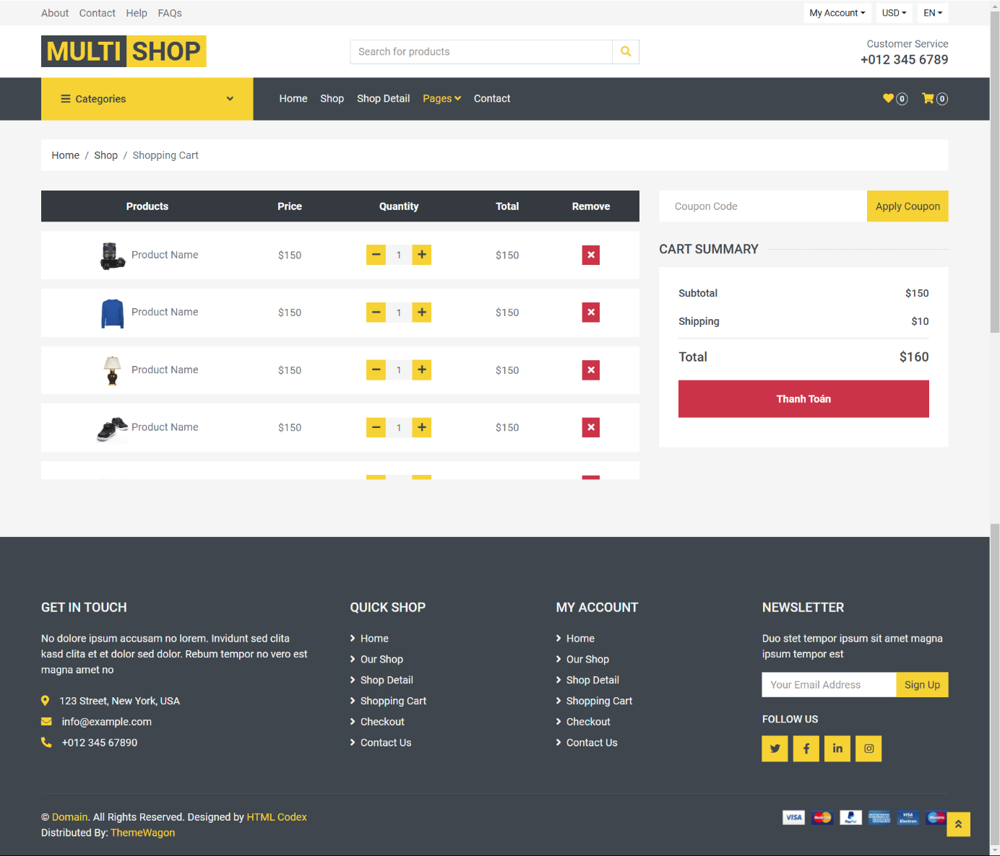 About Contact Help FAQs
My Account USD EN
MULTI SHOP
Search for products
Customer Service
+012 345 6789
Categories
Home Shop Shop Detail Pages Contact
0 0
Home / Shop / Shopping Cart
Products Price Quantity Total Remove
Product Name $150 1 $150
Product Name $150 1 $150
Product Name $150 1 $150
Product Name $150 1 $150
Coupon Code Apply Coupon
CART SUMMARY
Subtotal $150
Shipping $10
Total $160
Thanh Toán
GET IN TOUCH
No dolore ipsum accusam no lorem. Invidunt sed clita
kasd clita et et dolor sed dolor. Rebum tempor no vero est
magna amet no
123 Street, New York, USA
info@example.com
+012 345 67890
QUICK SHOP
Home
Our Shop
Shop Detail
Shopping Cart
Checkout
Contact Us
MY ACCOUNT
Home
Our Shop
Shop Detail
Shopping Cart
Checkout
Contact Us
NEWSLETTER
Duo stet tempor ipsum sit amet magna
ipsum tempor est
Your Email Address Sign Up
FOLLOW US
© Domain. All Rights Reserved. Designed by HTML Codex
Distributed By: ThemeWagon
VISA MasterCard PayPal AMERICAN EXPRESS VISA Electron Maestro